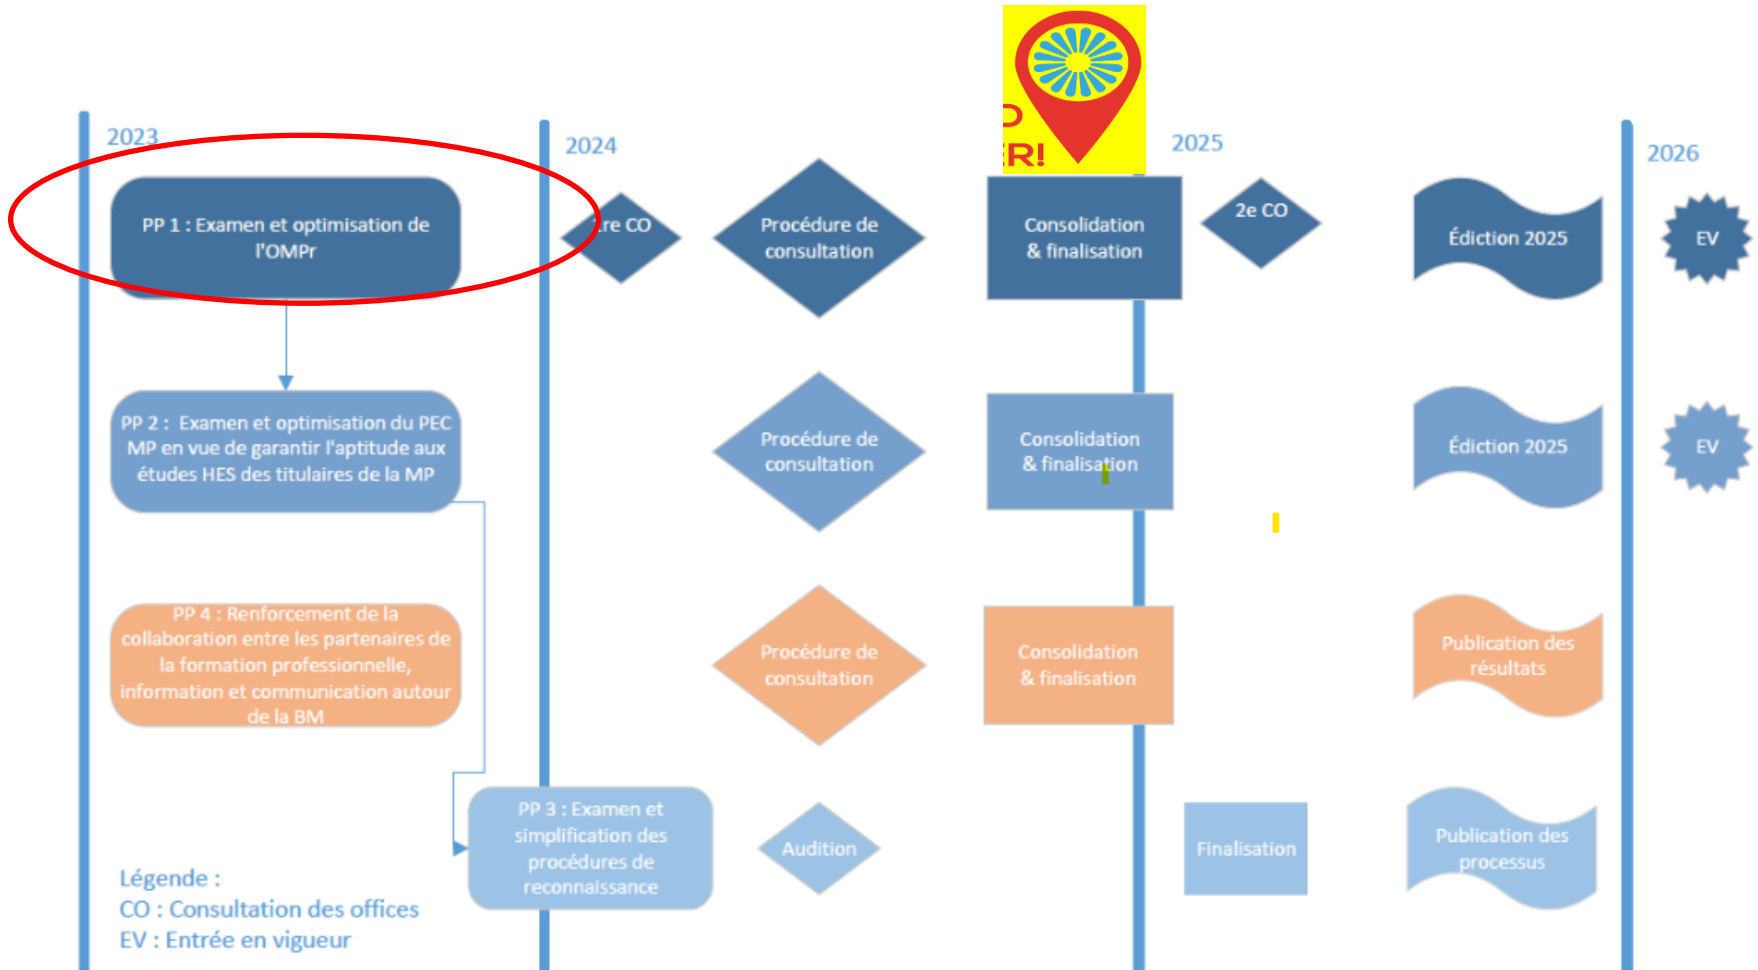 2023
2024
2025
2026
ER!
PP 1 : Examen et optimisation de
l'OMPr
1re CO
Procédure de
consultation
Consolidation
& finalisation
2e CO
Édiction 2025
EV
PP 2 :  Examen et optimisation du PEC
MP en vue de garantir l'aptitude aux
études HES des titulaires de la MP
Procédure de
consultation
Consolidation
& finalisation
Édiction 2025
EV
PP 4 : Renforcement de la
collaboration entre les partenaires de
la formation professionnelle,
information et communication autour
de la BM
Procédure de
consultation
Consolidation
& finalisation
Publication des
résultats
PP 3 : Examen et
simplification des
procédures de
reconnaissance
Audition
Finalisation
Publication des
processus
Légende :
CO : Consultation des offices
EV : Entrée en vigueur